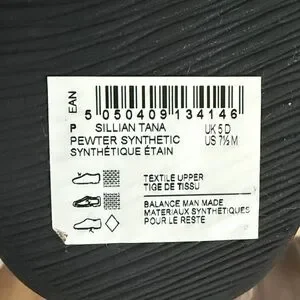 EAN
5 050409 134146
P SILLIAN TANA UK 5 D
PEWTER SYNTHETIC US 7½ M
SYNTHÉTIQUE ÉTAIN
TEXTILE UPPER
TIGE DE TISSU
BALANCE MAN MADE
MATERIAUX SYNTHÉTIQUES
POUR LE RESTE